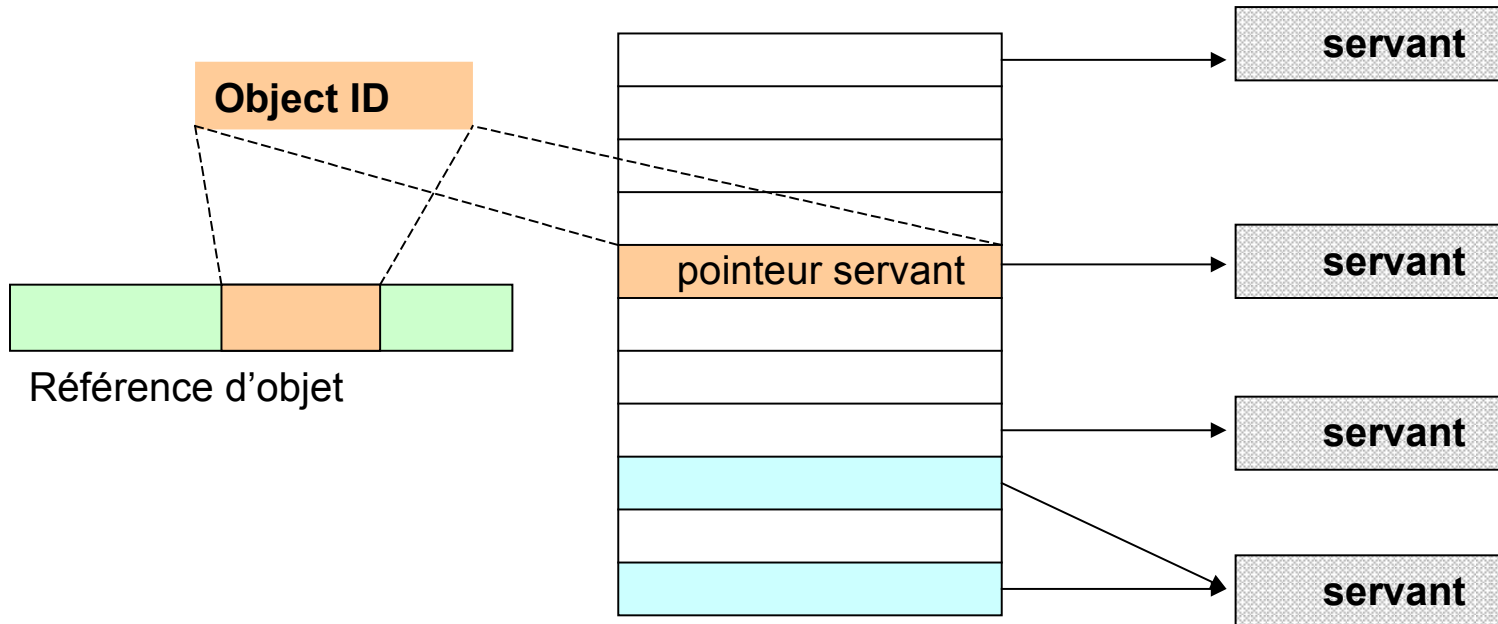 servant
Object ID
servant
pointeur servant
Référence d’objet
servant
servant